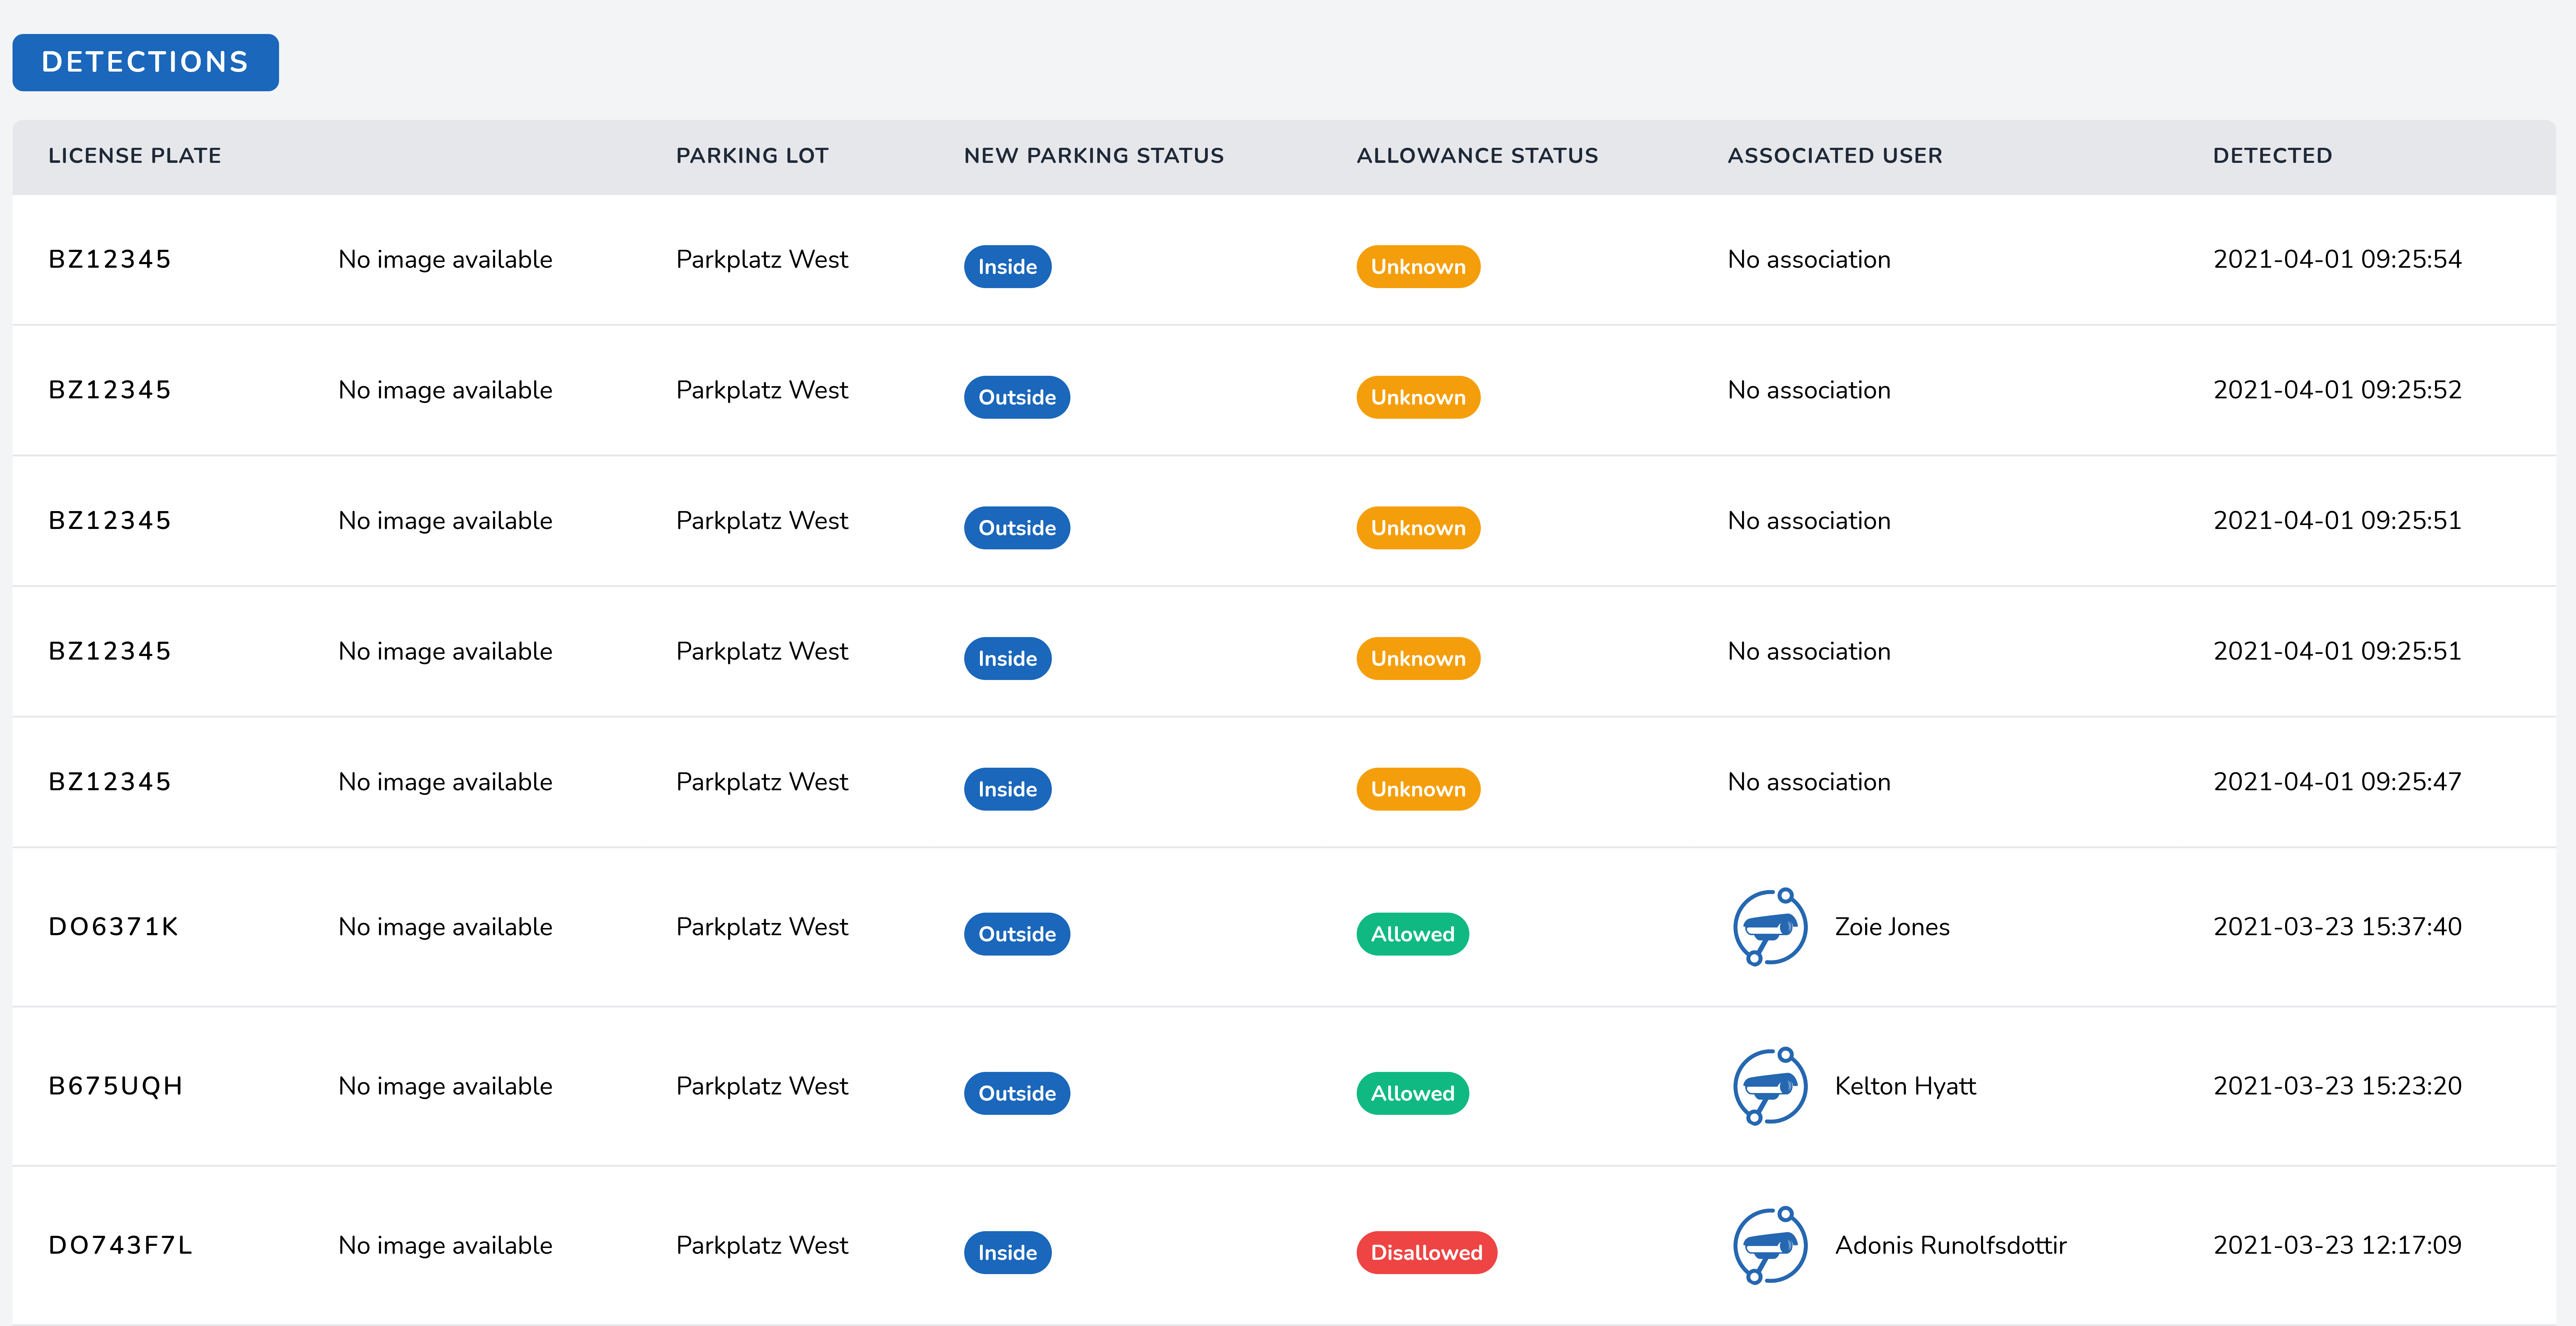 DETECTIONS
LICENSE PLATE PARKING LOT NEW PARKING STATUS ALLOWANCE STATUS ASSOCIATED USER DETECTED
BZ12345 No image available Parkplatz West Inside Unknown No association 2021-04-01 09:25:54
BZ12345 No image available Parkplatz West Outside Unknown No association 2021-04-01 09:25:52
BZ12345 No image available Parkplatz West Outside Unknown No association 2021-04-01 09:25:51
BZ12345 No image available Parkplatz West Inside Unknown No association 2021-04-01 09:25:51
BZ12345 No image available Parkplatz West Inside Unknown No association 2021-04-01 09:25:47
DO6371K No image available Parkplatz West Outside Allowed Zoie Jones 2021-03-23 15:37:40
B675UQH No image available Parkplatz West Outside Allowed Kelton Hyatt 2021-03-23 15:23:20
DO743F7L No image available Parkplatz West Inside Disallowed Adonis Runolfsdottir 2021-03-23 12:17:09